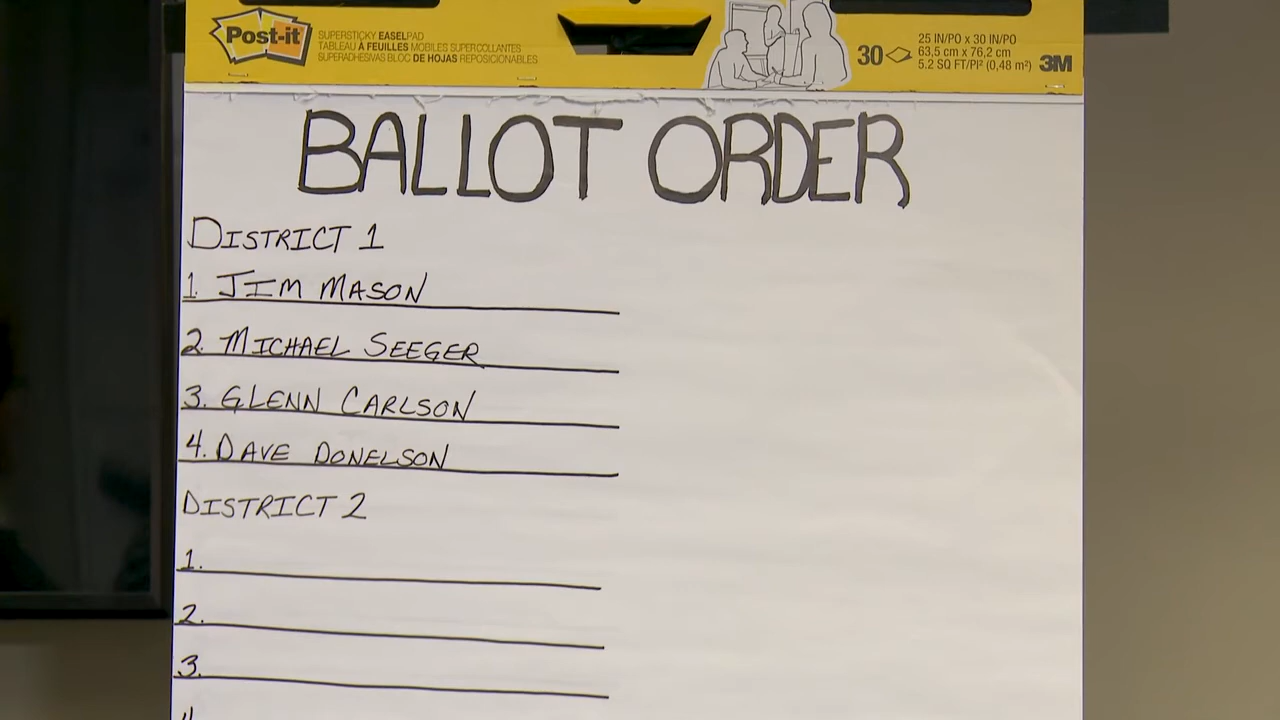 Post-it
SUPERSTICKY EASELPAD
TABLEAU À FEUILLES MOBILES SUPERCOLLANTES
SUPERADHESIVAS BLOC DE HOJAS REPOSICIONABLES
30
25 IN/PO x 30 IN/PO
63,5 cm x 76,2 cm
5.2 SQ FT/PI² (0,48 m²)
3M
BALLOT ORDER
DISTRICT 1
1. JIM MASON
2. MICHAEL SEEGER
3. GLENN CARLSON
4. DAVE DONELSON
DISTRICT 2
1.
2.
3.
4